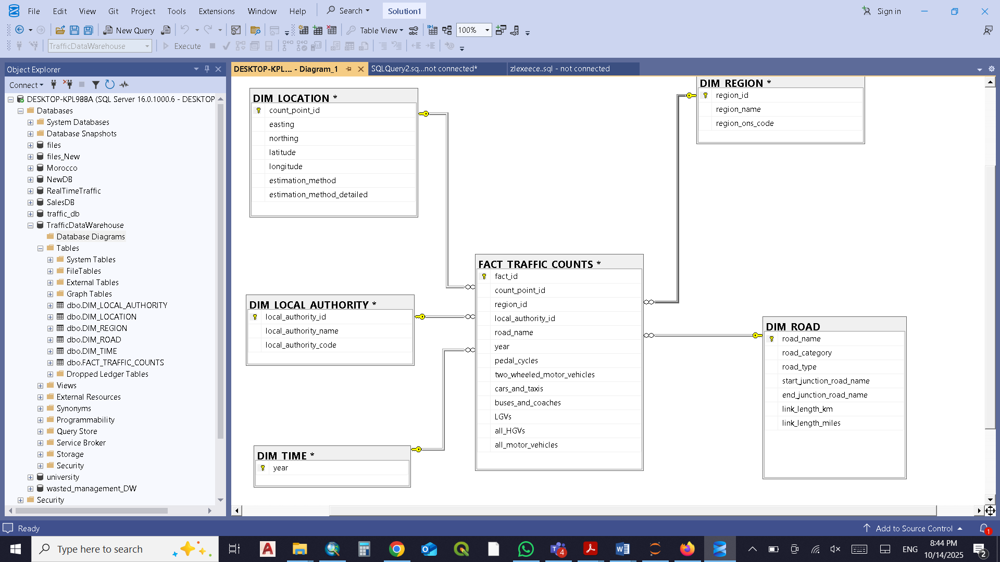 File Edit View Git Project Tools Extensions Window Help Search Solution1 Sign in
New Query Table View 100%
TrafficDataWarehouse Execute
Object Explorer
Connect
DESKTOP-KPL988A (SQL Server 16.0.1000.6 - DESKTOP
Databases
System Databases
Database Snapshots
files
files_New
Morocco
NewDB
RealTimeTraffic
SalesDB
traffic_db
TrafficDataWarehouse
Database Diagrams
Tables
System Tables
FileTables
External Tables
Graph Tables
dbo.DIM_LOCAL_AUTHORITY
dbo.DIM_LOCATION
dbo.DIM_REGION
dbo.DIM_ROAD
dbo.DIM_TIME
dbo.FACT_TRAFFIC_COUNTS
Dropped Ledger Tables
Views
External Resources
Synonyms
Programmability
Query Store
Service Broker
Storage
Security
university
wasted_management_DW
Security
DESKTOP-KPL... - Diagram_1 SQLQuery2.sq...not connected* zlexeece..sql - not connected
DIM_LOCATION *
count_point_id
easting
northing
latitude
longitude
estimation_method
estimation_method_detailed
DIM_REGION *
region_id
region_name
region_ons_code
DIM_LOCAL_AUTHORITY *
local_authority_id
local_authority_name
local_authority_code
DIM_TIME *
year
FACT_TRAFFIC_COUNTS *
fact_id
count_point_id
region_id
local_authority_id
road_name
year
pedal_cycles
two_wheeled_motor_vehicles
cars_and_taxis
buses_and_coaches
LGVs
all_HGVs
all_motor_vehicles
DIM_ROAD
road_name
road_category
road_type
start_junction_road_name
end_junction_road_name
link_length_km
link_length_miles
Ready Add to Source Control 1
Type here to search 4 ENG 8:44 PM
10/14/2025 2